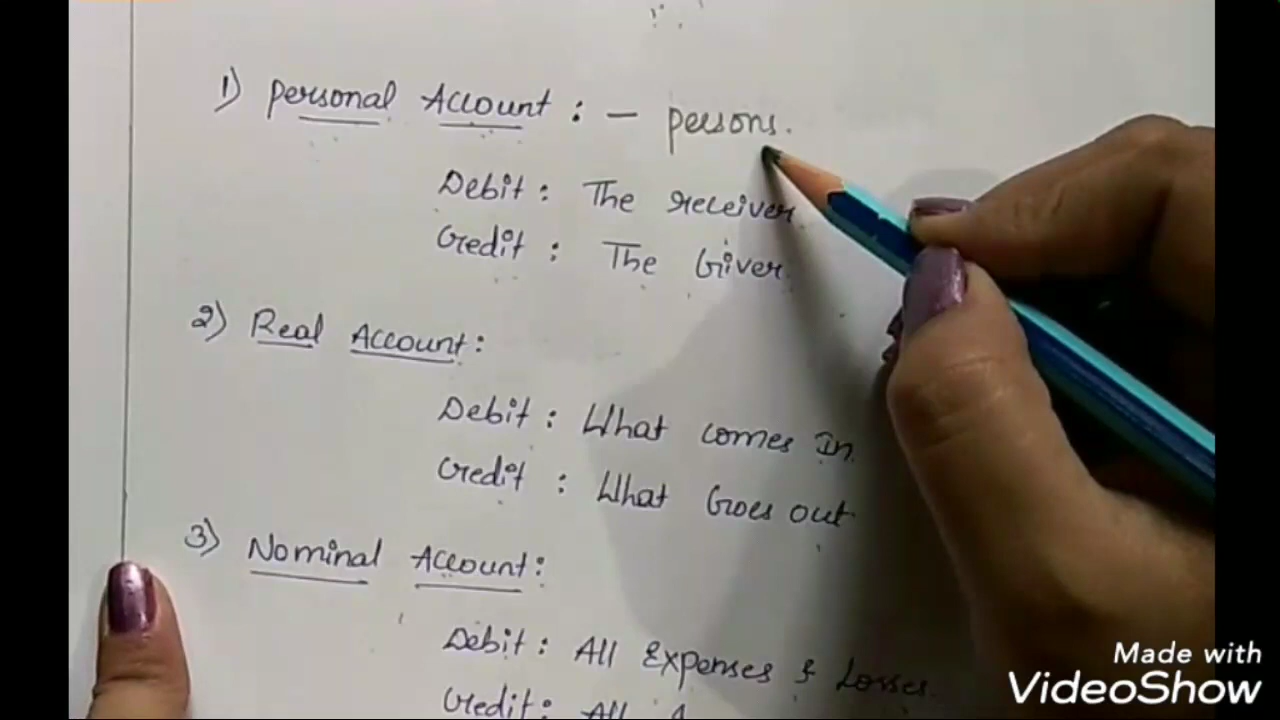 1) Personal Account : - persons.
Debit : The receiver
Credit : The Giver.
2) Real Account :
Debit : What comes In.
Credit : What Goes out
3) Nominal Account :
Debit : All Expenses & Losses.
Credit : All
Made with
VideoShow